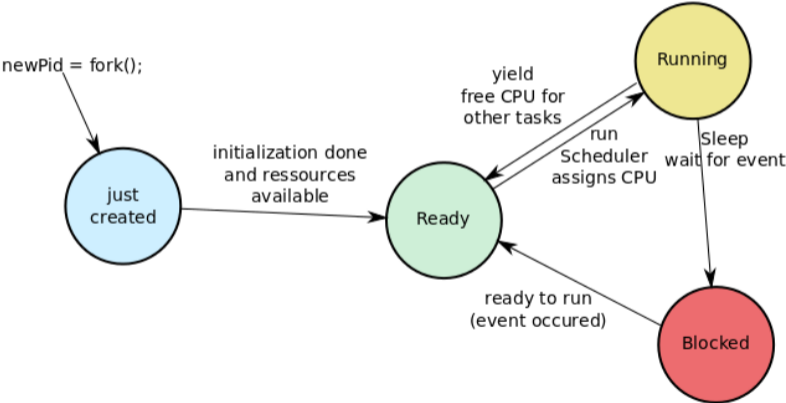 newPid = fork();
just
created
initialization done
and ressources
available
Ready
yield
free CPU for
other tasks
run
Scheduler
assigns CPU
Running
Sleep
wait for event
ready to run
(event occured)
Blocked